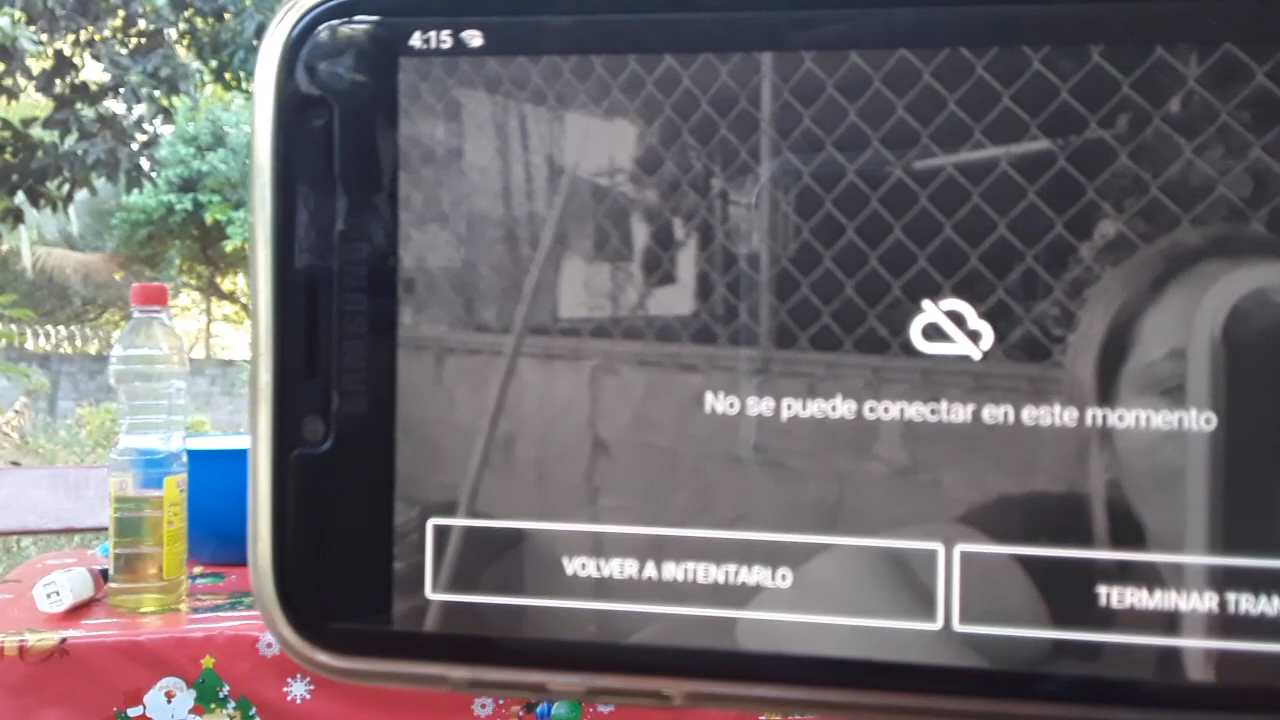 4:15
SAMSUNG
No se puede conectar en este momento
VOLVER A INTENTARLO
TERMINAR TRAN